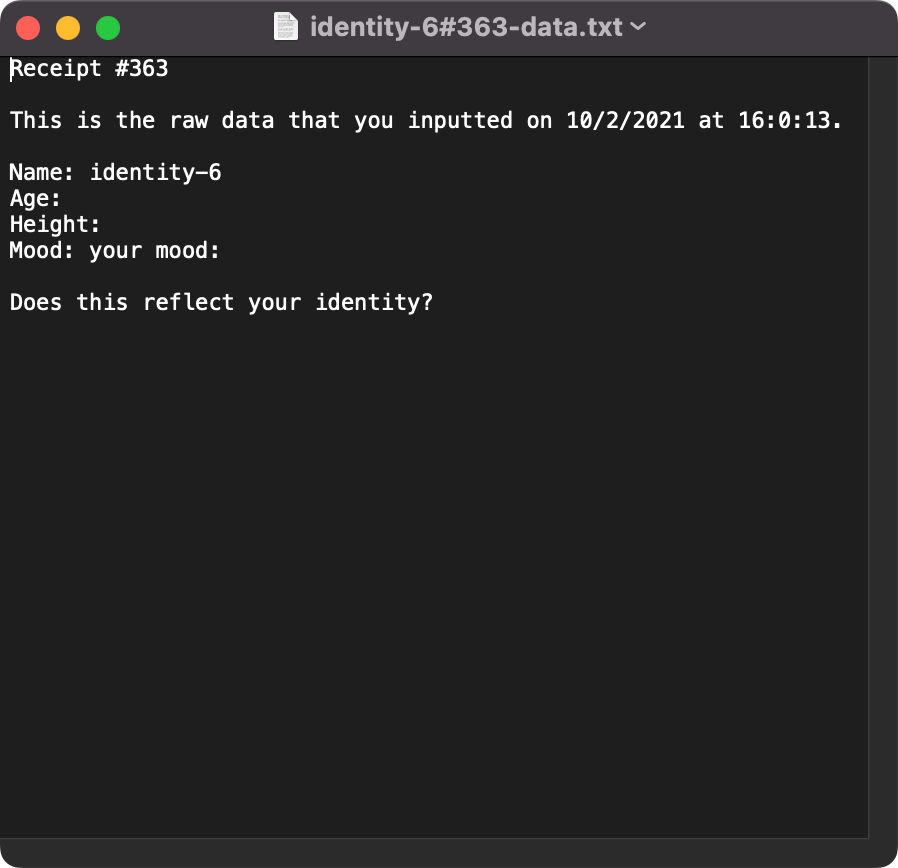 identity-6#363-data.txt
Receipt #363
This is the raw data that you inputted on 10/2/2021 at 16:0:13.
Name: identity-6
Age:
Height:
Mood: your mood:
Does this reflect your identity?